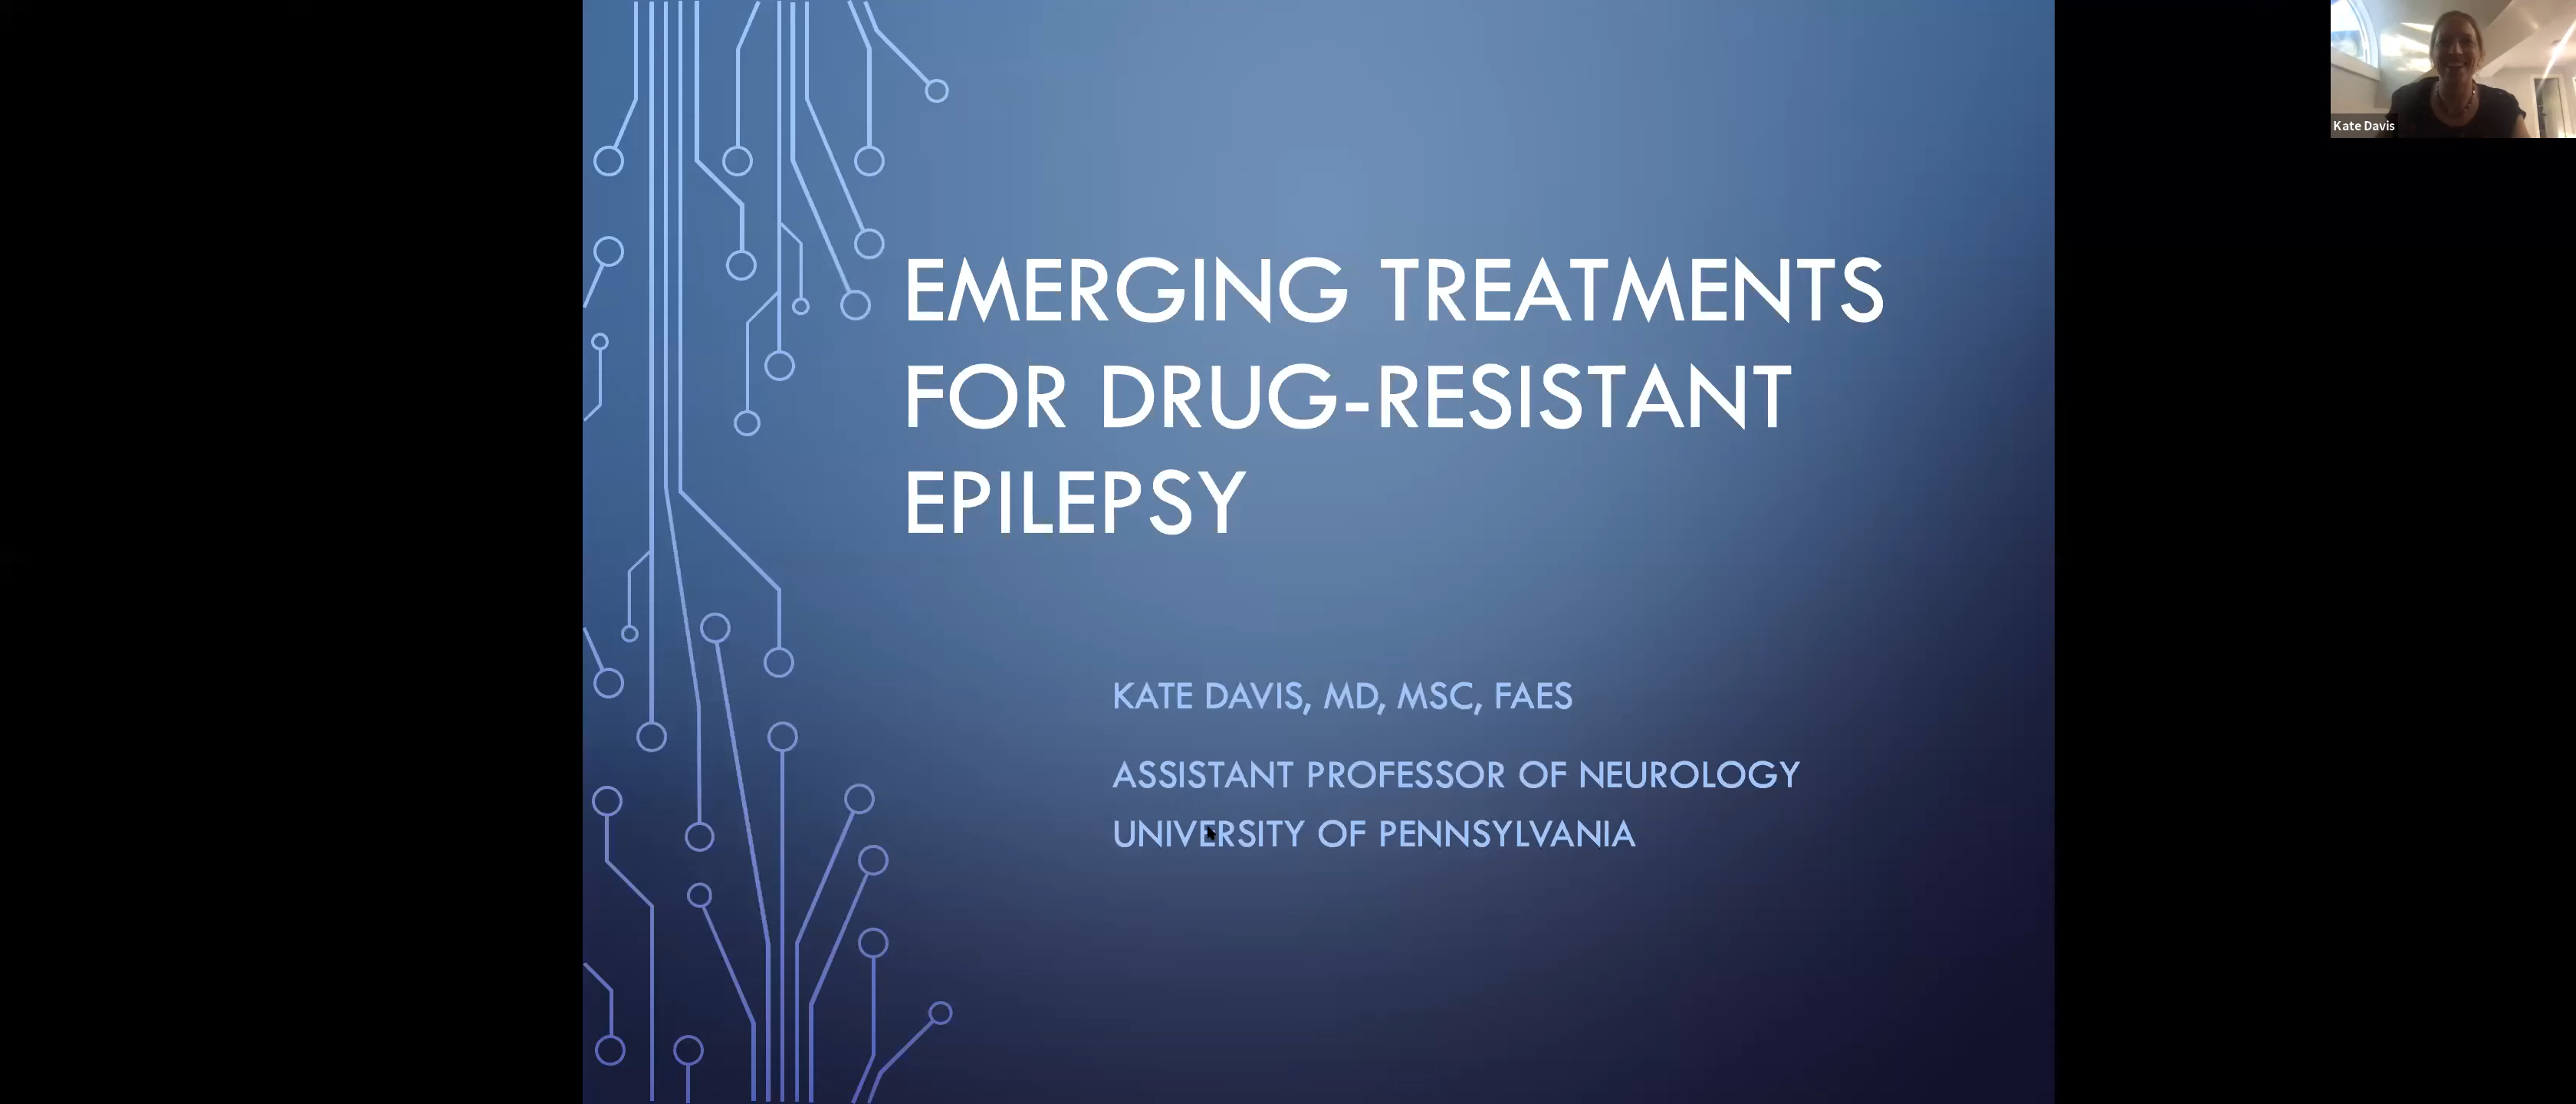 EMERGING TREATMENTS
FOR DRUG-RESISTANT
EPILEPSY
KATE DAVIS, MD, MSC, FAES
ASSISTANT PROFESSOR OF NEUROLOGY
UNIVERSITY OF PENNSYLVANIA
Kate Davis